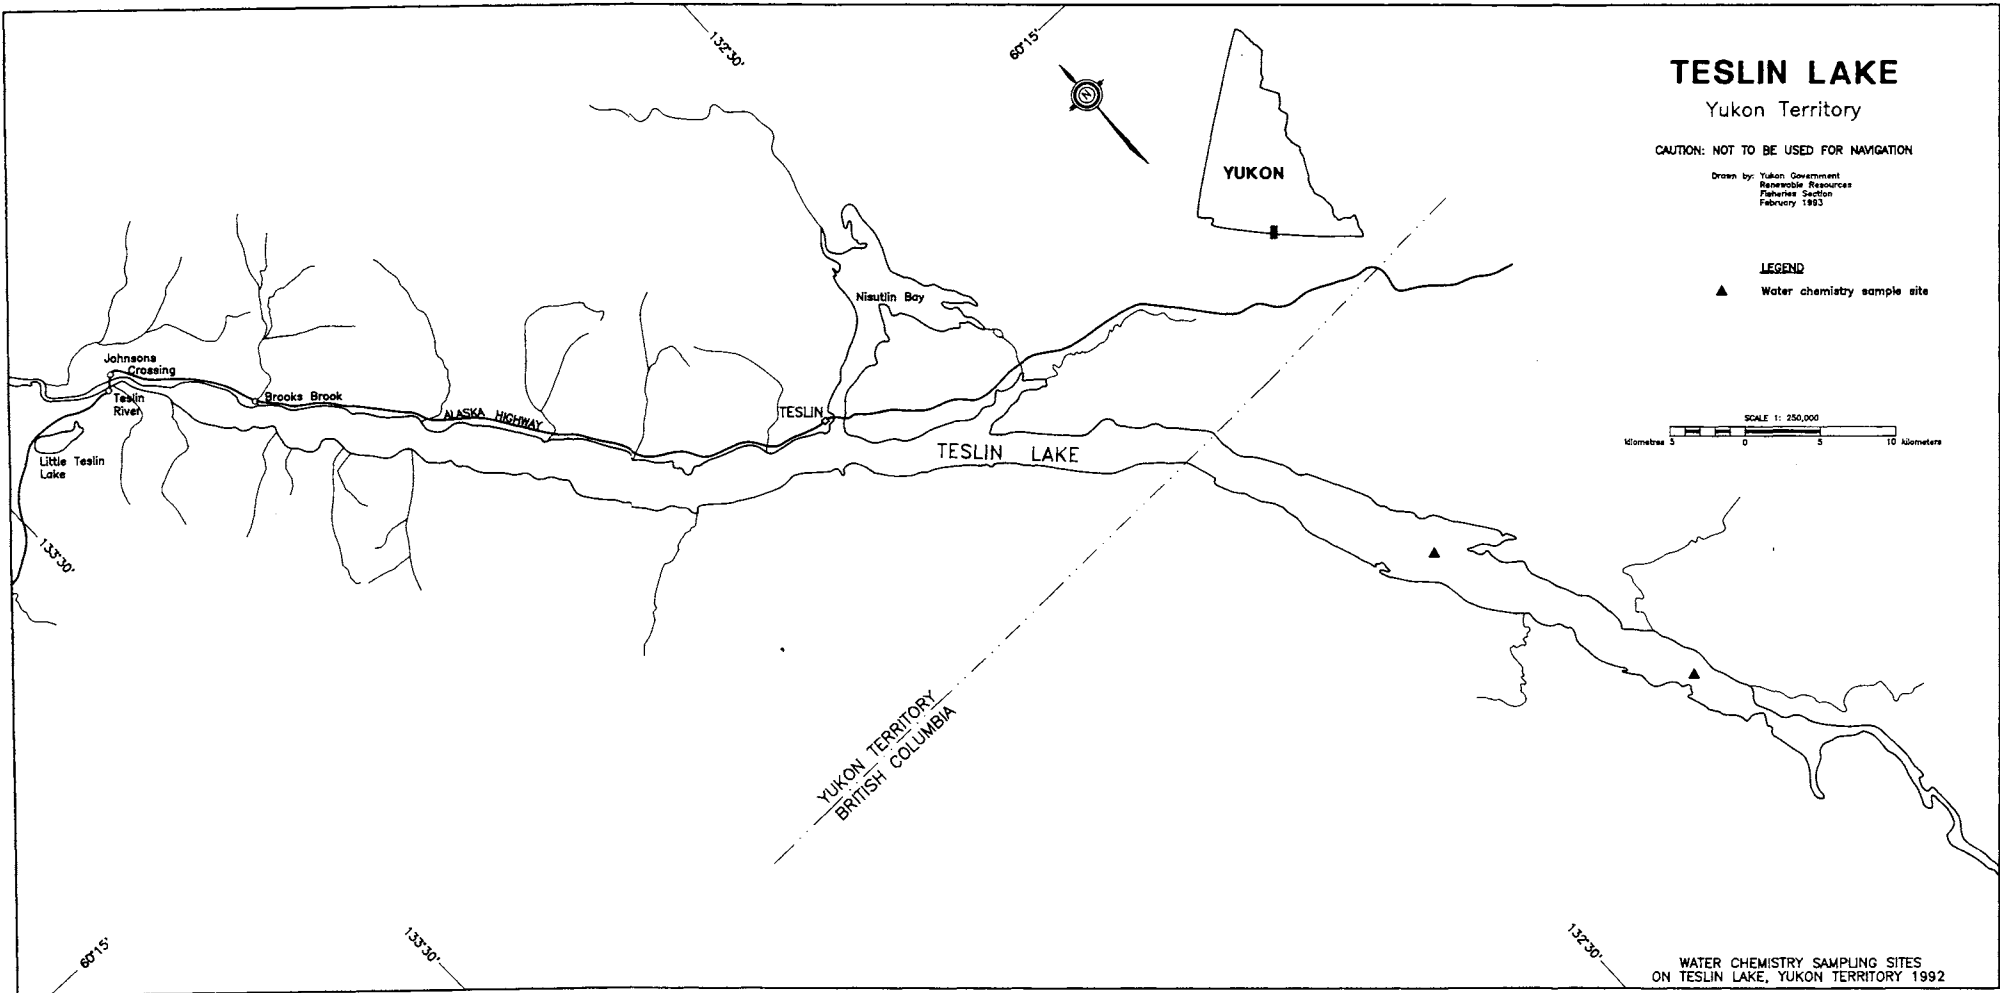 132°30'
60°15'
N
TESLIN LAKE
Yukon Territory
CAUTION: NOT TO BE USED FOR NAVIGATION
Drawn by: Yukon Government
Renewable Resources
Fisheries Section
February 1993
YUKON
LEGEND
Water chemistry sample site
Nisutlin Bay
Johnsons
Crossing
Teslin
River
Brooks Brook
ALASKA HIGHWAY
TESLIN
TESLIN LAKE
Little Teslin
Lake
SCALE 1: 250,000
kilometres 5 0 5 10 kilometers
133°30'
YUKON TERRITORY
BRITISH COLUMBIA
60°15'
133°30'
132°30'
WATER CHEMISTRY SAMPLING SITES
ON TESLIN LAKE, YUKON TERRITORY 1992